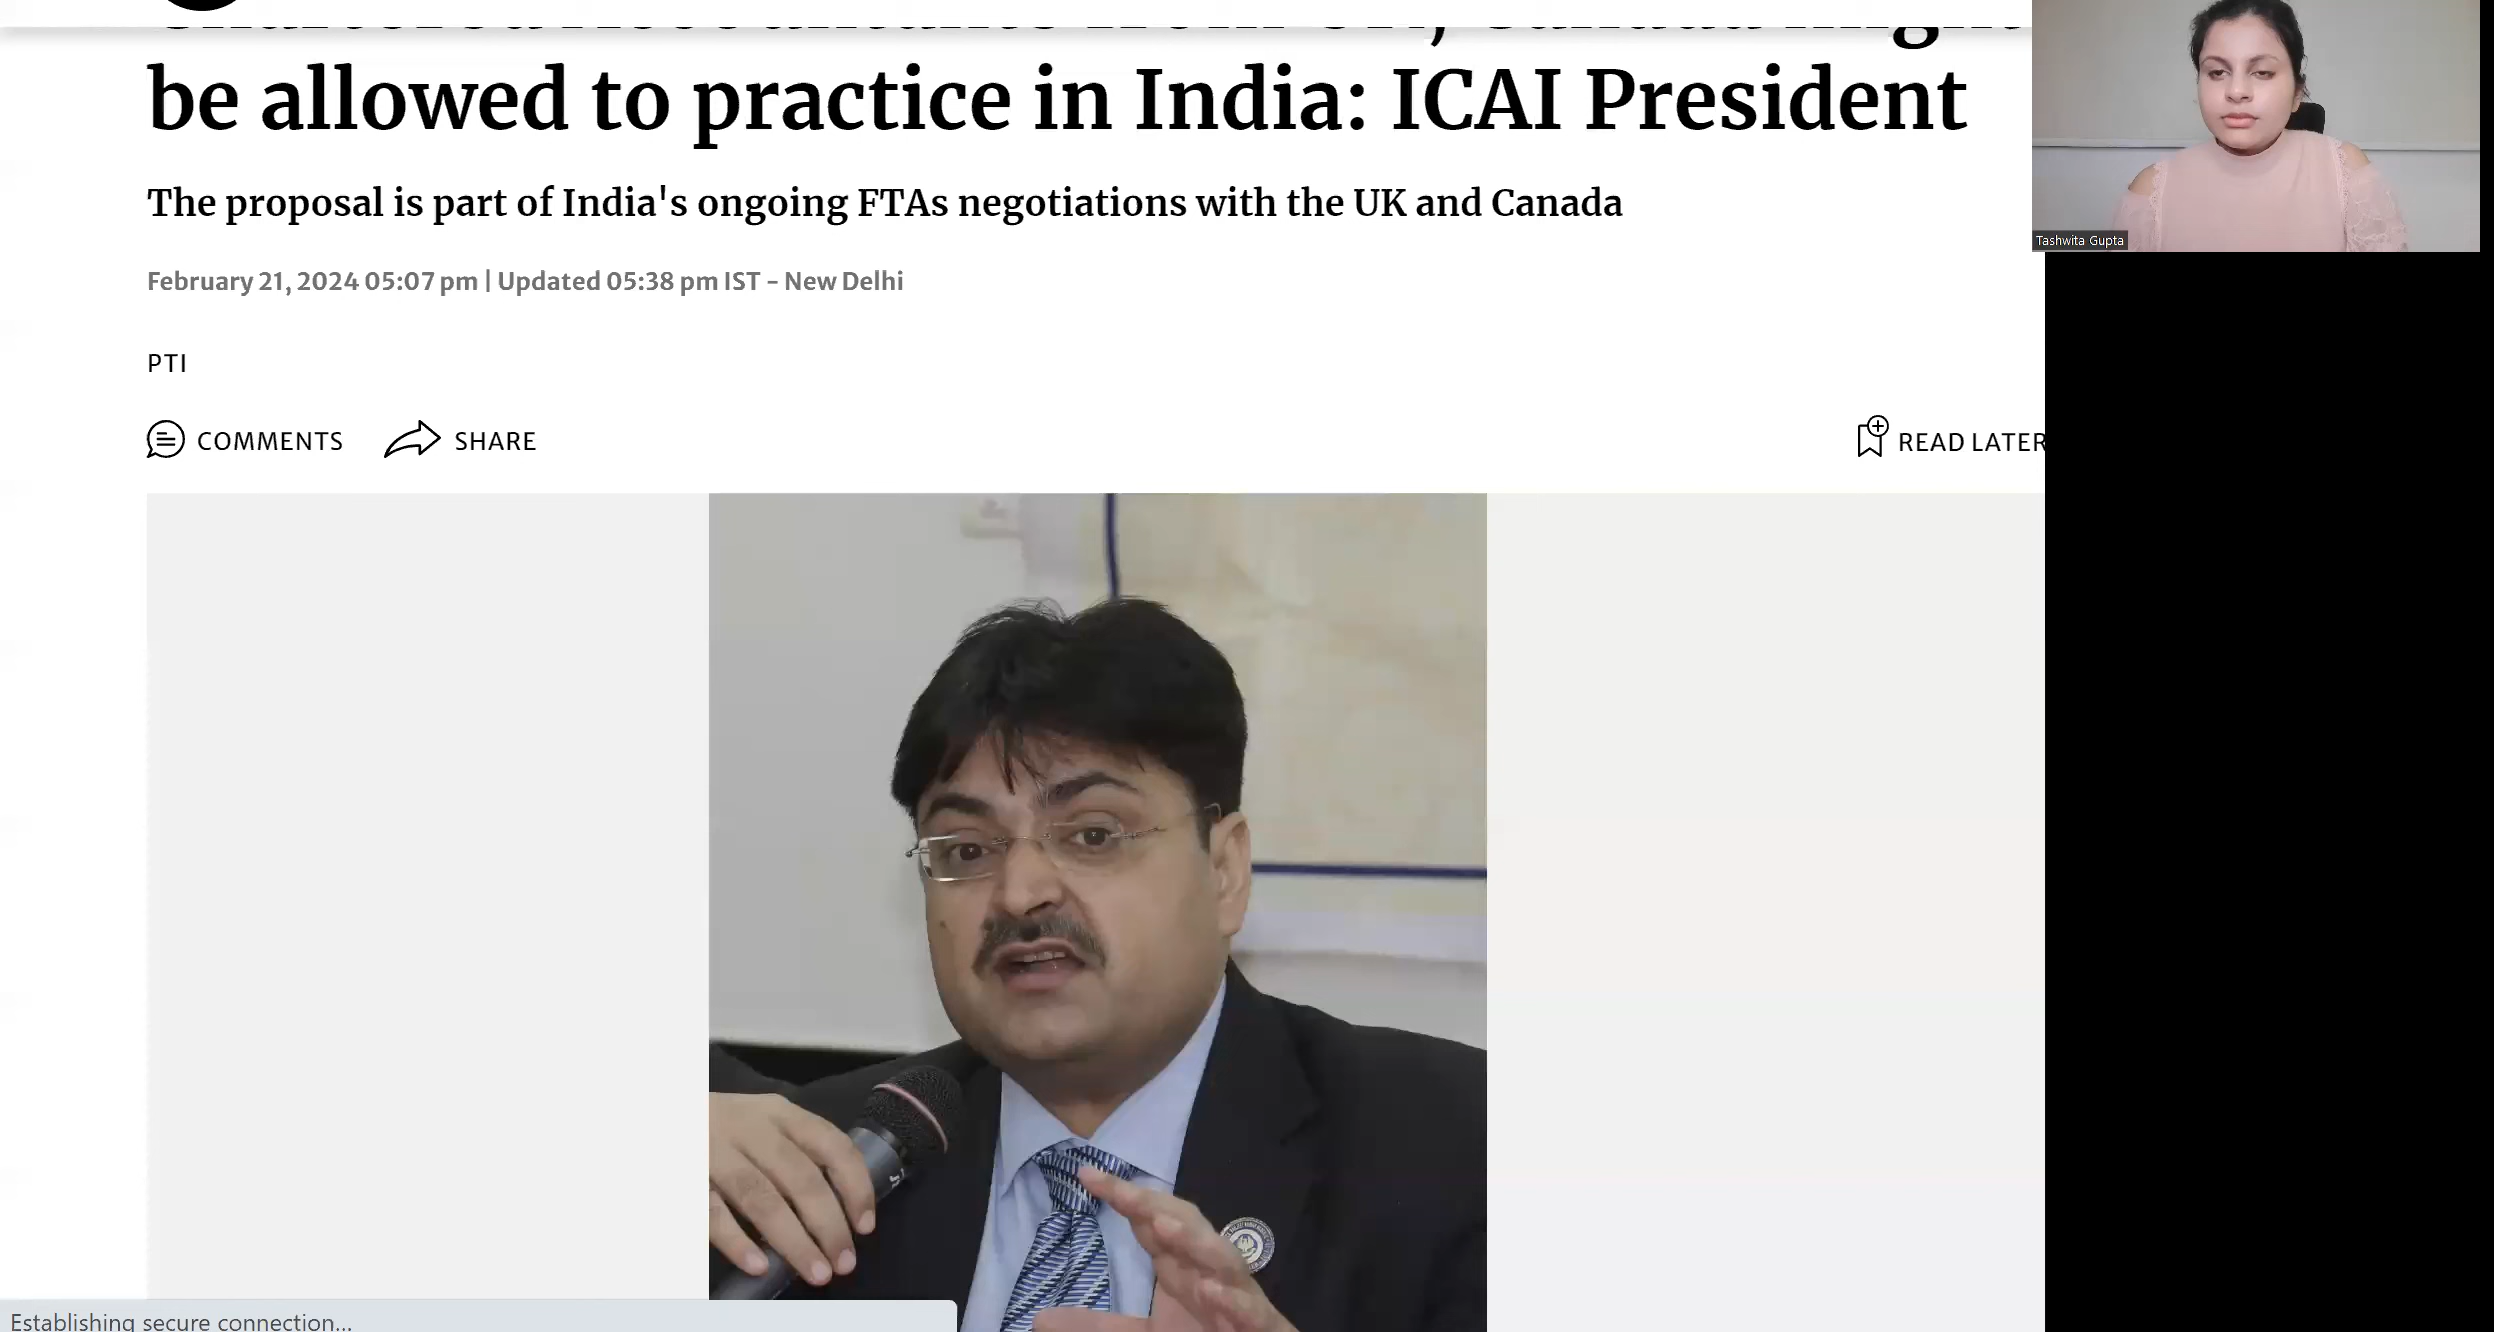 be allowed to practice in India: ICAI President
The proposal is part of India's ongoing FTAs negotiations with the UK and Canada
February 21, 2024 05:07 pm | Updated 05:38 pm IST - New Delhi
PTI
COMMENTS SHARE READ LATER
Tashwita Gupta
Establishing secure connection...